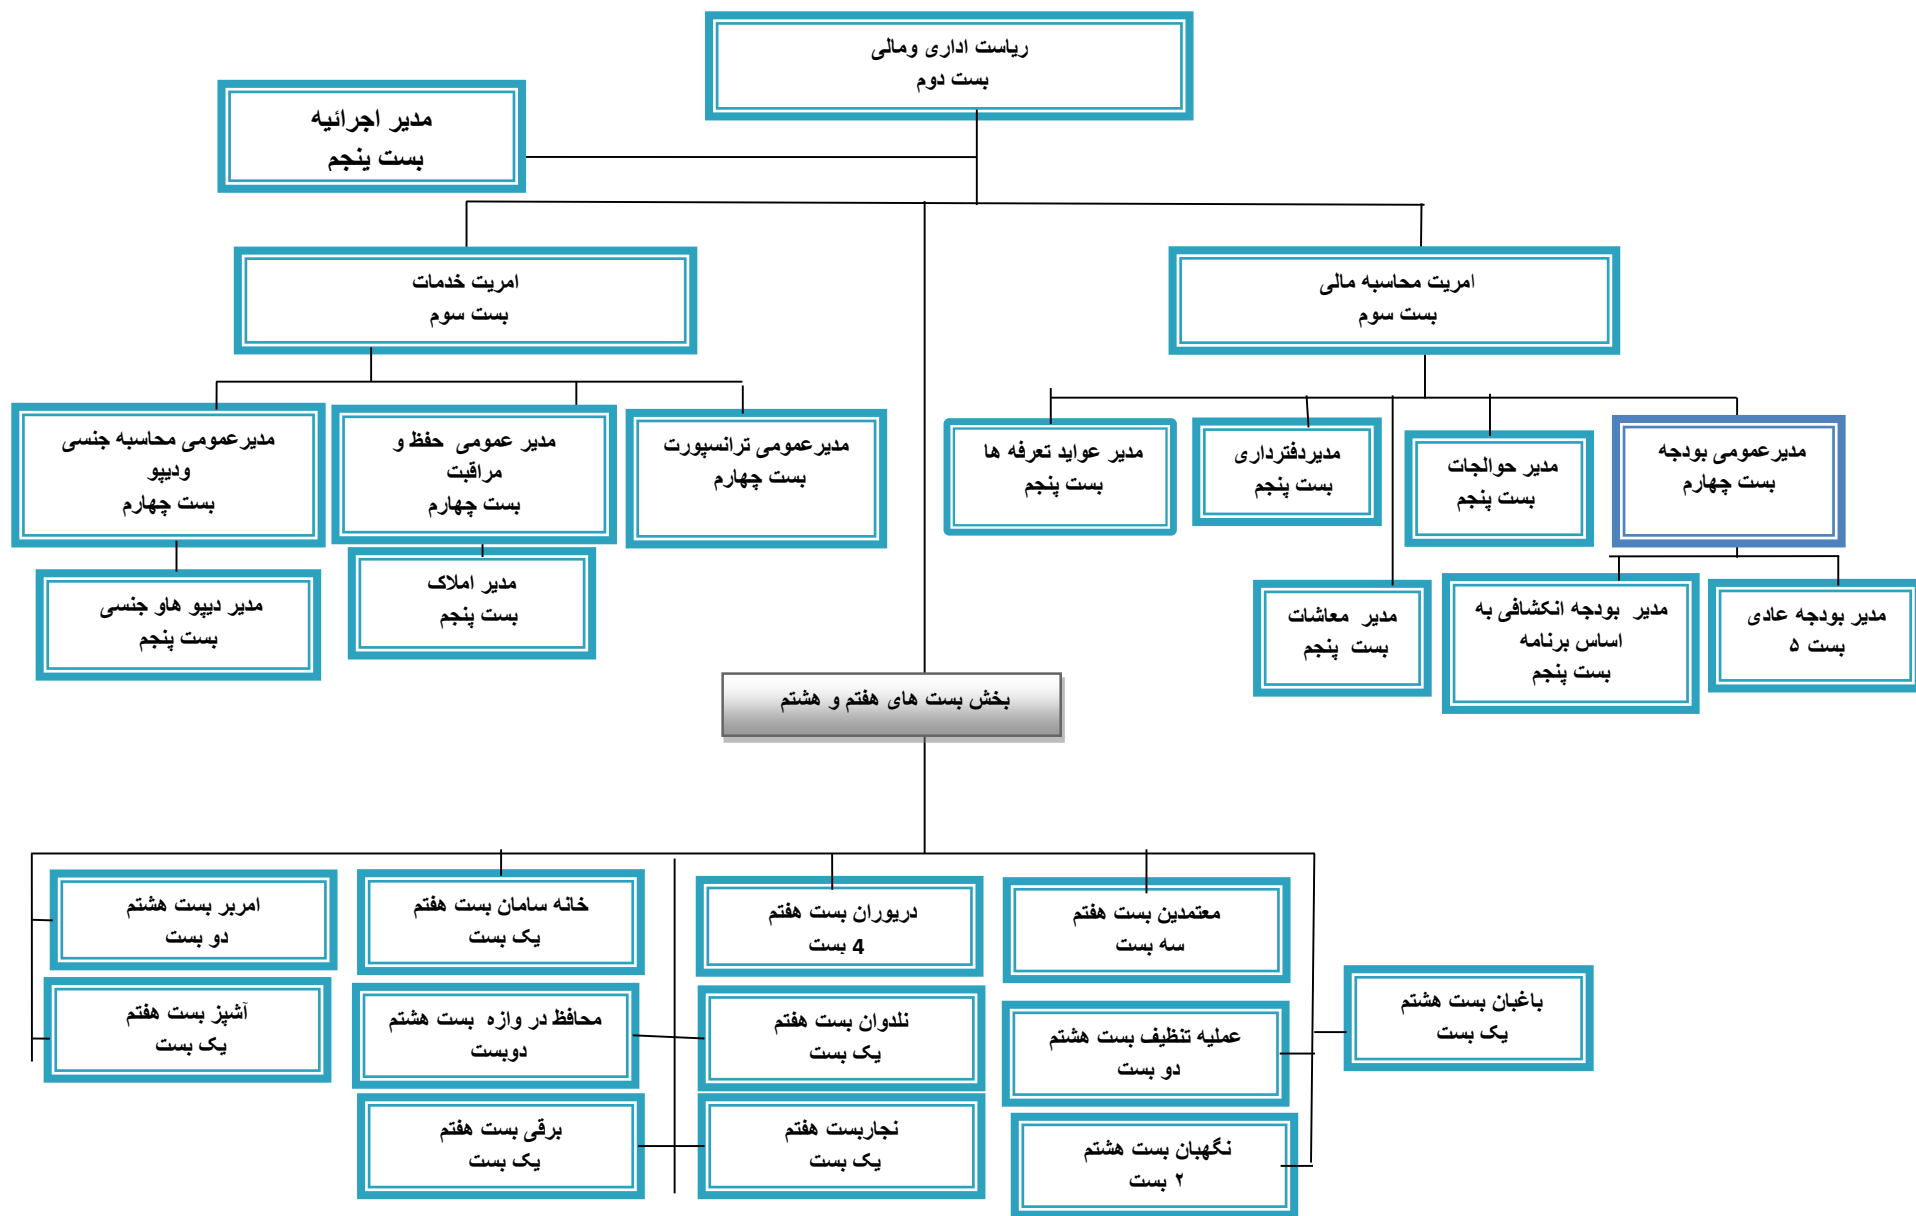 ریاست اداری ومالی
بست دوم
مدیر اجرائیه
بست پنجم
امریت محاسبه مالی
بست سوم
امریت خدمات
بست سوم
مدیرعمومی بودجه
بست چهارم
مدیر حوالجات
بست پنجم
مدیردفترداری
بست پنجم
مدیر عواید تعرفه ها
بست پنجم
مدیرعمومی ترانسپورت
بست چهارم
مدیر عمومی حفظ و
مراقبت
بست چهارم
مدیرعمومی محاسبه جنسی
ودیپو
بست چهارم
مدیر بودجه عادی
بست ۵
مدیر بودجه انکشافی به
اساس برنامه
بست پنجم
مدیر معاشات
بست پنجم
مدیر املاک
بست پنجم
مدیر دیپو هاو جنسی
بست پنجم
بخش بست های هفتم و هشتم
معتمدین بست هفتم
سه بست
دریوران بست هفتم
4 بست
خانه سامان بست هفتم
یک بست
امربر بست هشتم
دو بست
باغبان بست هشتم
یک بست
عملیه تنظیف بست هشتم
دو بست
نلدوان بست هفتم
یک بست
محافظ در وازه بست هشتم
دوبست
آشپز بست هفتم
یک بست
نگهبان بست هشتم
۲ بست
نجاربست هفتم
یک بست
برقی بست هفتم
یک بست